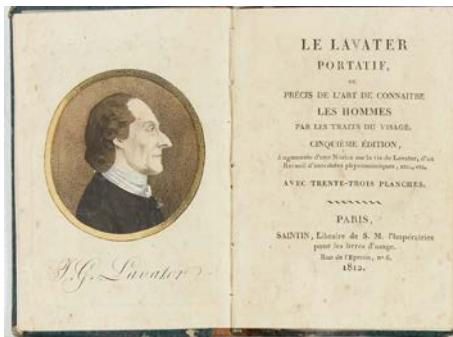 J. G. Lavater
LE LAVATER
PORTATIF,
OU
PRÉCIS DE L'ART DE CONNAITRE
LES HOMMES
PAR LES TRAITS DU VISAGE.
CINQUIÈME ÉDITION,
Augmentée d'une Notice sur la vie de Lavater, d'un
Recueil d'anecdotes physionomiques, etc., etc.
AVEC TRENTE-TROIS PLANCHES.
PARIS,
SAINTIN, Libraire de S. M. l'Impératrice
pour les livres d'usage.
Rue de l'Eperon, n° 6.
1812.